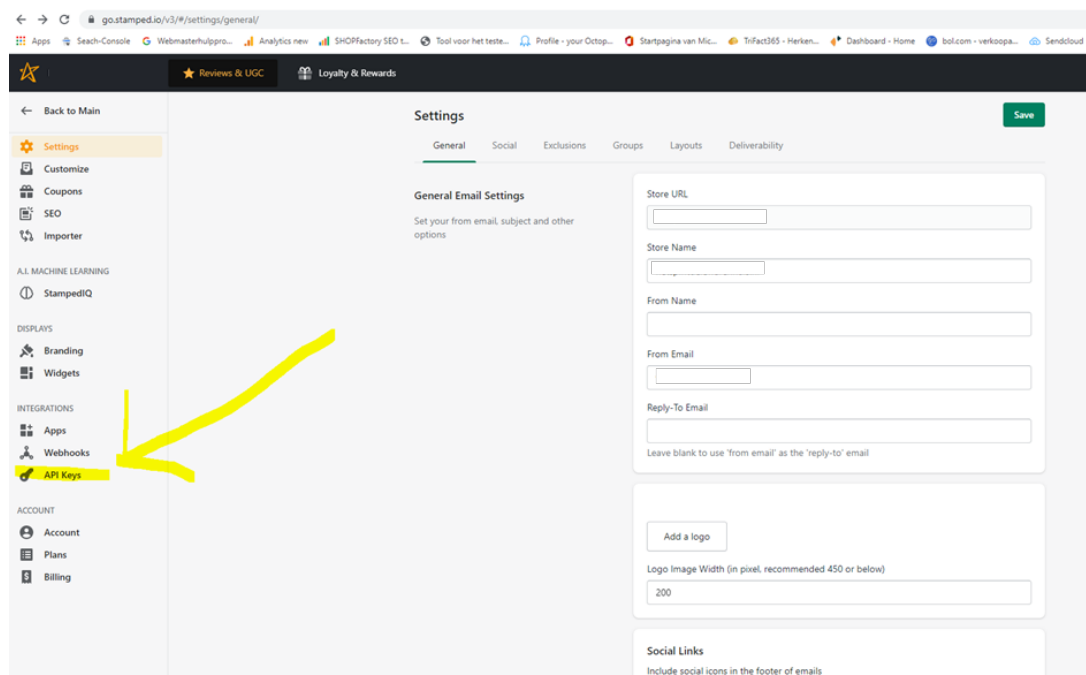 go.stamped.io/v3/#/settings/general/
Apps Seach-Console Webmasterhulppro... Analytics new SHOPFactory SEO t... Tool voor het teste... Profile - your Octop... Startpagina van Mic... TriFact365 - Herken... Dashboard - Home bol.com - verkoopa... Sendcloud
Reviews & UGC Loyalty & Rewards
Back to Main
Settings
Customize
Coupons
SEO
Importer
A.I. MACHINE LEARNING
StampedIQ
DISPLAYS
Branding
Widgets
INTEGRATIONS
Apps
Webhooks
API Keys
ACCOUNT
Account
Plans
Billing
Settings
Save
General Social Exclusions Groups Layouts Deliverability
General Email Settings
Set your from email, subject and other
options
Store URL
Store Name
From Name
From Email
Reply-To Email
Leave blank to use 'from email' as the 'reply-to' email
Add a logo
Logo Image Width (in pixel, recommended 450 or below)
200
Social Links
Include social icons in the footer of emails